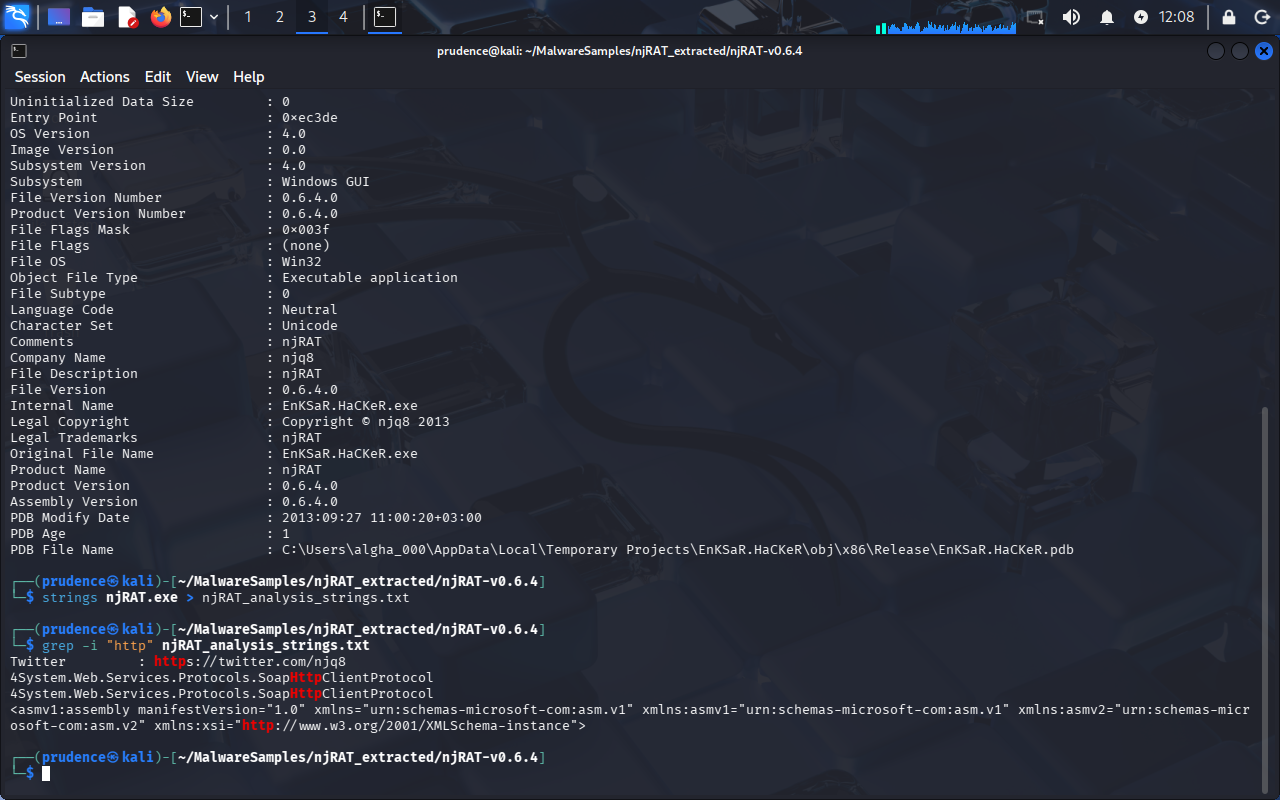 1 2 3 4
12:08
prudence@kali: ~/MalwareSamples/njRAT_extracted/njRAT-v0.6.4
Session Actions Edit View Help
Uninitialized Data Size : 0
Entry Point : 0×ec3de
OS Version : 4.0
Image Version : 0.0
Subsystem Version : 4.0
Subsystem : Windows GUI
File Version Number : 0.6.4.0
Product Version Number : 0.6.4.0
File Flags Mask : 0×003f
File Flags : (none)
File OS : Win32
Object File Type : Executable application
File Subtype : 0
Language Code : Neutral
Character Set : Unicode
Comments : njRAT
Company Name : njq8
File Description : njRAT
File Version : 0.6.4.0
Internal Name : EnKSaR.HaCKeR.exe
Legal Copyright : Copyright © njq8 2013
Legal Trademarks : njRAT
Original File Name : EnKSaR.HaCKeR.exe
Product Name : njRAT
Product Version : 0.6.4.0
Assembly Version : 0.6.4.0
PDB Modify Date : 2013:09:27 11:00:20+03:00
PDB Age : 1
PDB File Name : C:\Users\algha_000\AppData\Local\Temporary Projects\EnKSaR.HaCKeR\obj\x86\Release\EnKSaR.HaCKeR.pdb
┌──(prudence㉿kali)-[~/MalwareSamples/njRAT_extracted/njRAT-v0.6.4]
└─$ strings njRAT.exe > njRAT_analysis_strings.txt
┌──(prudence㉿kali)-[~/MalwareSamples/njRAT_extracted/njRAT-v0.6.4]
└─$ grep -i "http" njRAT_analysis_strings.txt
Twitter : https://twitter.com/njq8
4System.Web.Services.Protocols.SoapHttpClientProtocol
4System.Web.Services.Protocols.SoapHttpClientProtocol
<asmv1:assembly manifestVersion="1.0" xmlns="urn:schemas-microsoft-com:asm.v1" xmlns:asmv1="urn:schemas-microsoft-com:asm.v1" xmlns:asmv2="urn:schemas-micr
osoft-com:asm.v2" xmlns:xsi="http://www.w3.org/2001/XMLSchema-instance">
┌──(prudence㉿kali)-[~/MalwareSamples/njRAT_extracted/njRAT-v0.6.4]
└─$